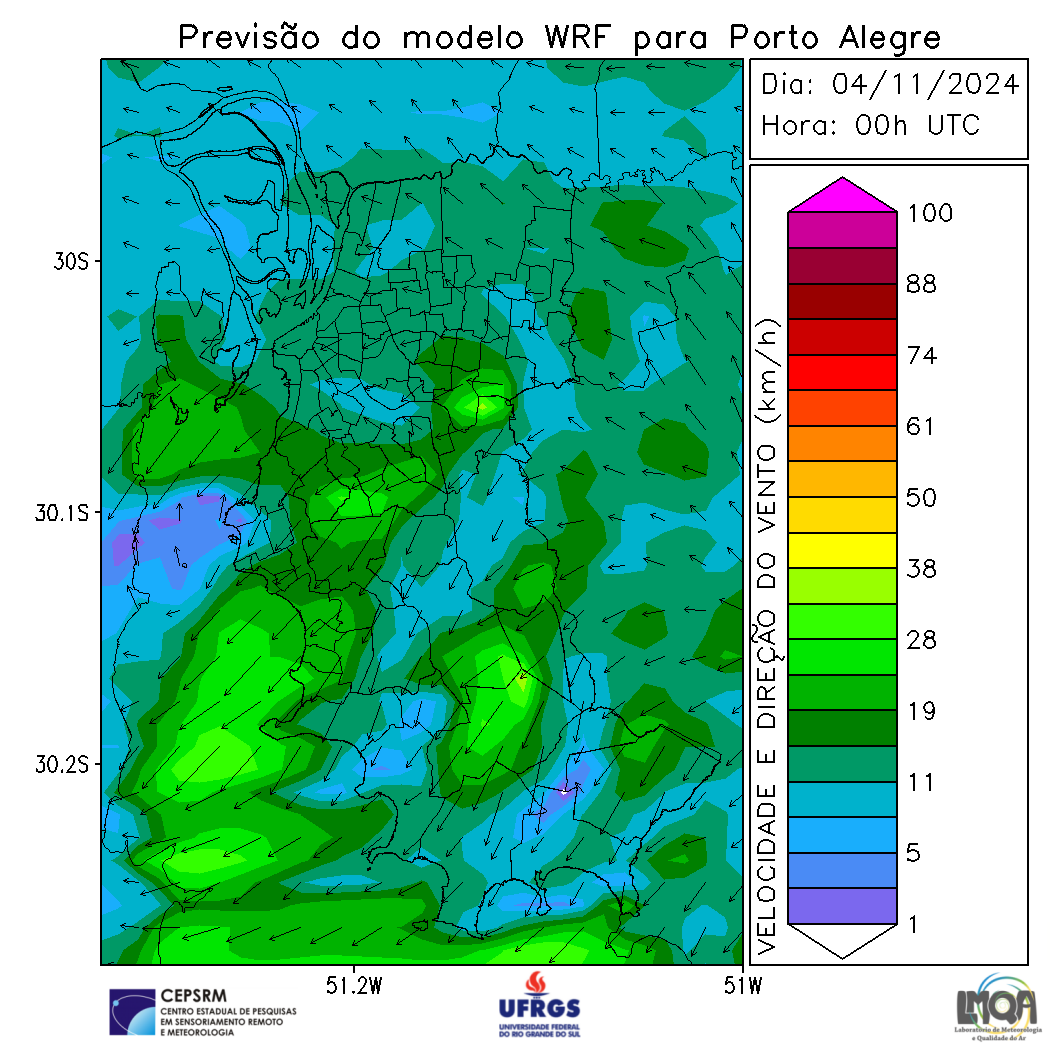 Previsão do modelo WRF para Porto Alegre
Dia: 04/11/2024
Hora: 00h UTC
30S
30.1S
30.2S
51.2W
51W
VELOCIDADE E DIREÇÃO DO VENTO (km/h)
100
88
74
61
50
38
28
19
11
5
1
CEPSRM
CENTRO ESTADUAL DE PESQUISAS
EM SENSORIAMENTO REMOTO
E METEOROLOGIA
UFRGS
UNIVERSIDADE FEDERAL
DO RIO GRANDE DO SUL
LMQA
Laboratório de Meteorologia
e Qualidade do Ar